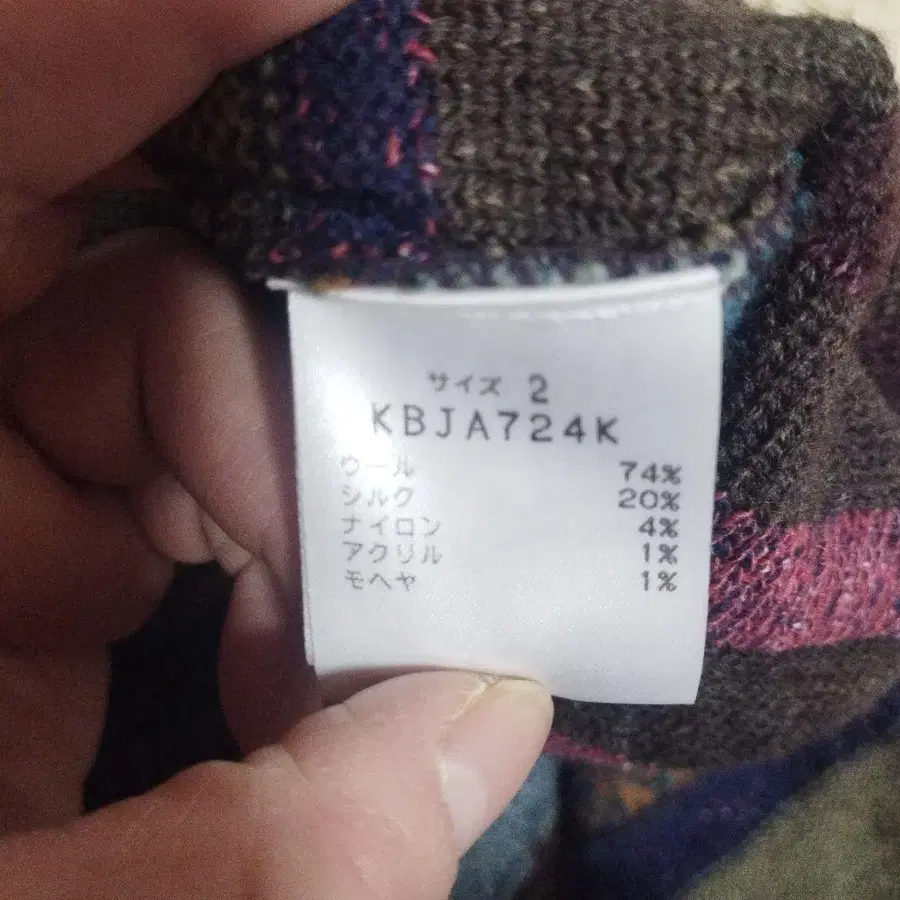 サイズ 2
KBJA724K
ウール 74%
シルク 20%
ナイロン 4%
アクリル 1%
モヘヤ 1%